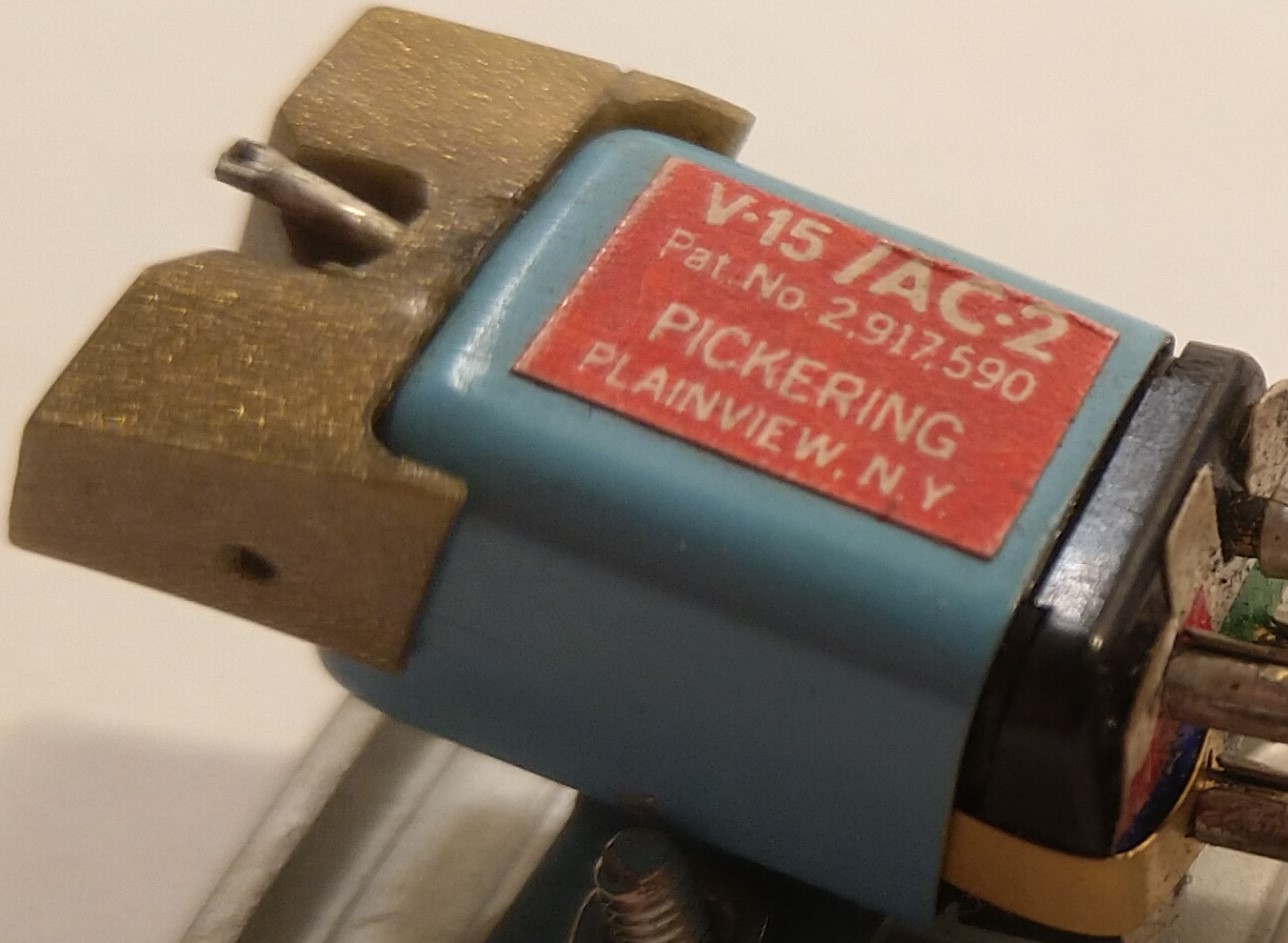 V-15 /AC-2
Pat. No. 2,917,590
PICKERING
PLAINVIEW, N.Y.